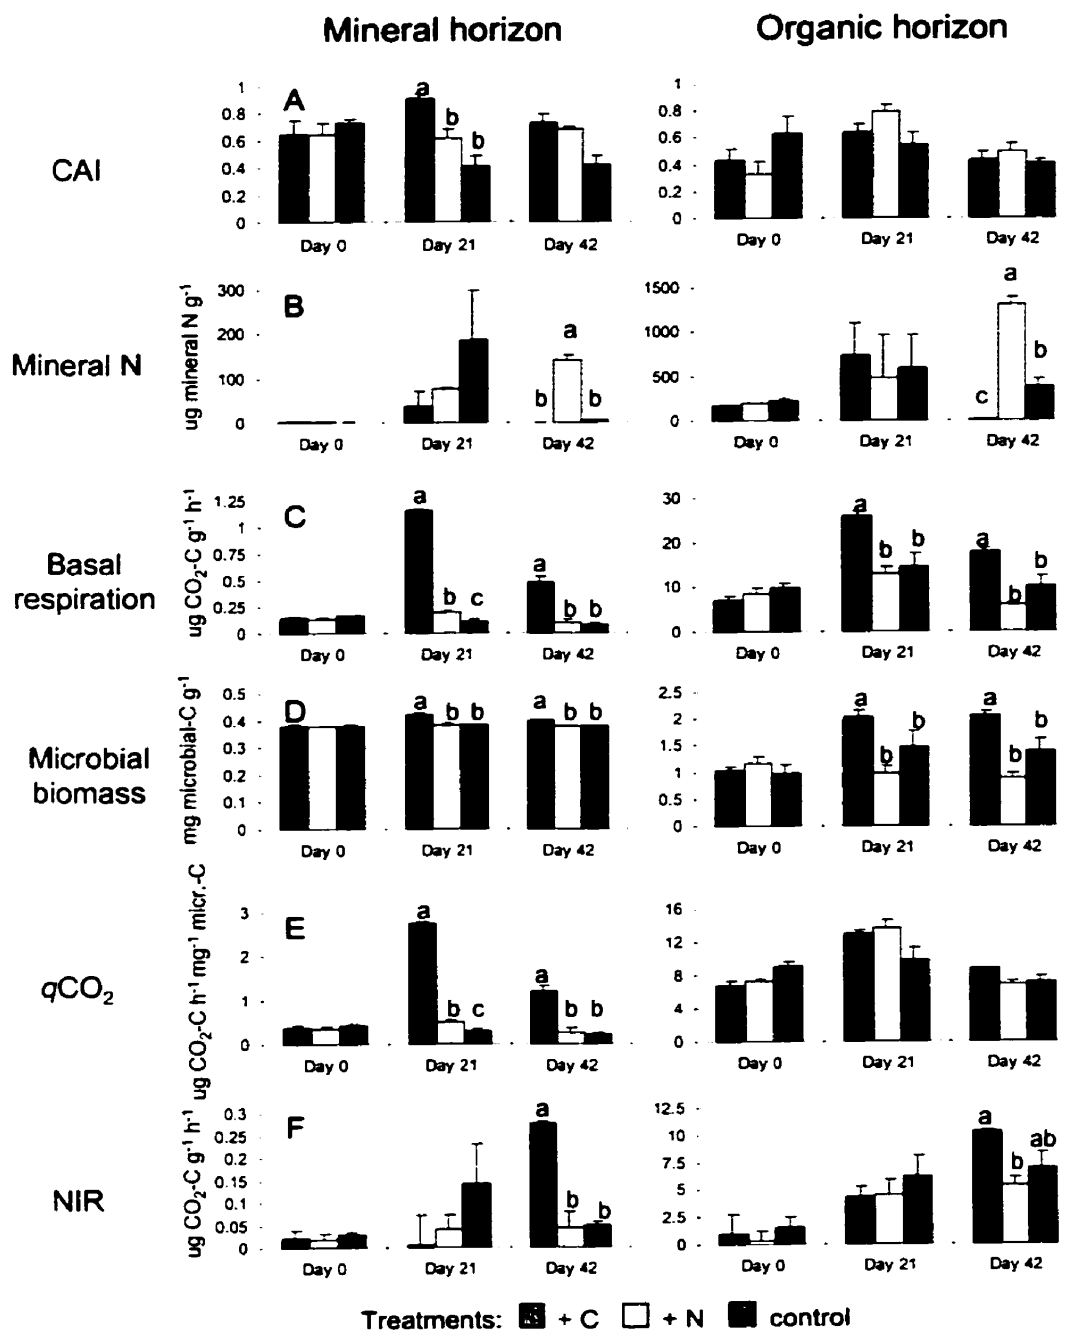 Mineral horizon
Organic horizon
CAI
A
1
0.8
0.6
0.4
0.2
0
a
b
b
Day 0
Day 21
Day 42
1
0.8
0.6
0.4
0.2
0
Day 0
Day 21
Day 42
Mineral N
ug mineral N g⁻¹
B
300
200
100
0
b
a
b
Day 0
Day 21
Day 42
1500
1000
500
0
c
a
b
Day 0
Day 21
Day 42
Basal
respiration
ug CO₂-C g⁻¹ h⁻¹
C
1.25
1
0.75
0.5
0.25
0
a
b
c
a
b
b
Day 0
Day 21
Day 42
30
20
10
0
a
b
b
a
b
b
Day 0
Day 21
Day 42
Microbial
biomass
mg microbial-C g⁻¹
D
0.5
0.4
0.3
0.2
0.1
0
a
b
b
a
b
b
Day 0
Day 21
Day 42
2.5
2
1.5
1
0.5
0
a
b
b
a
b
b
Day 0
Day 21
Day 42
qCO₂
ug CO₂-C h⁻¹ mg⁻¹ micr.-C
E
3
2
1
0
a
b
c
a
b
b
Day 0
Day 21
Day 42
16
12
8
4
0
Day 0
Day 21
Day 42
NIR
ug CO₂-C g⁻¹ h⁻¹
F
0.3
0.25
0.2
0.15
0.1
0.05
0
a
b
b
Day 0
Day 21
Day 42
12.5
10
7.5
5
2.5
0
a
b
ab
Day 0
Day 21
Day 42
Treatments: + C + N control